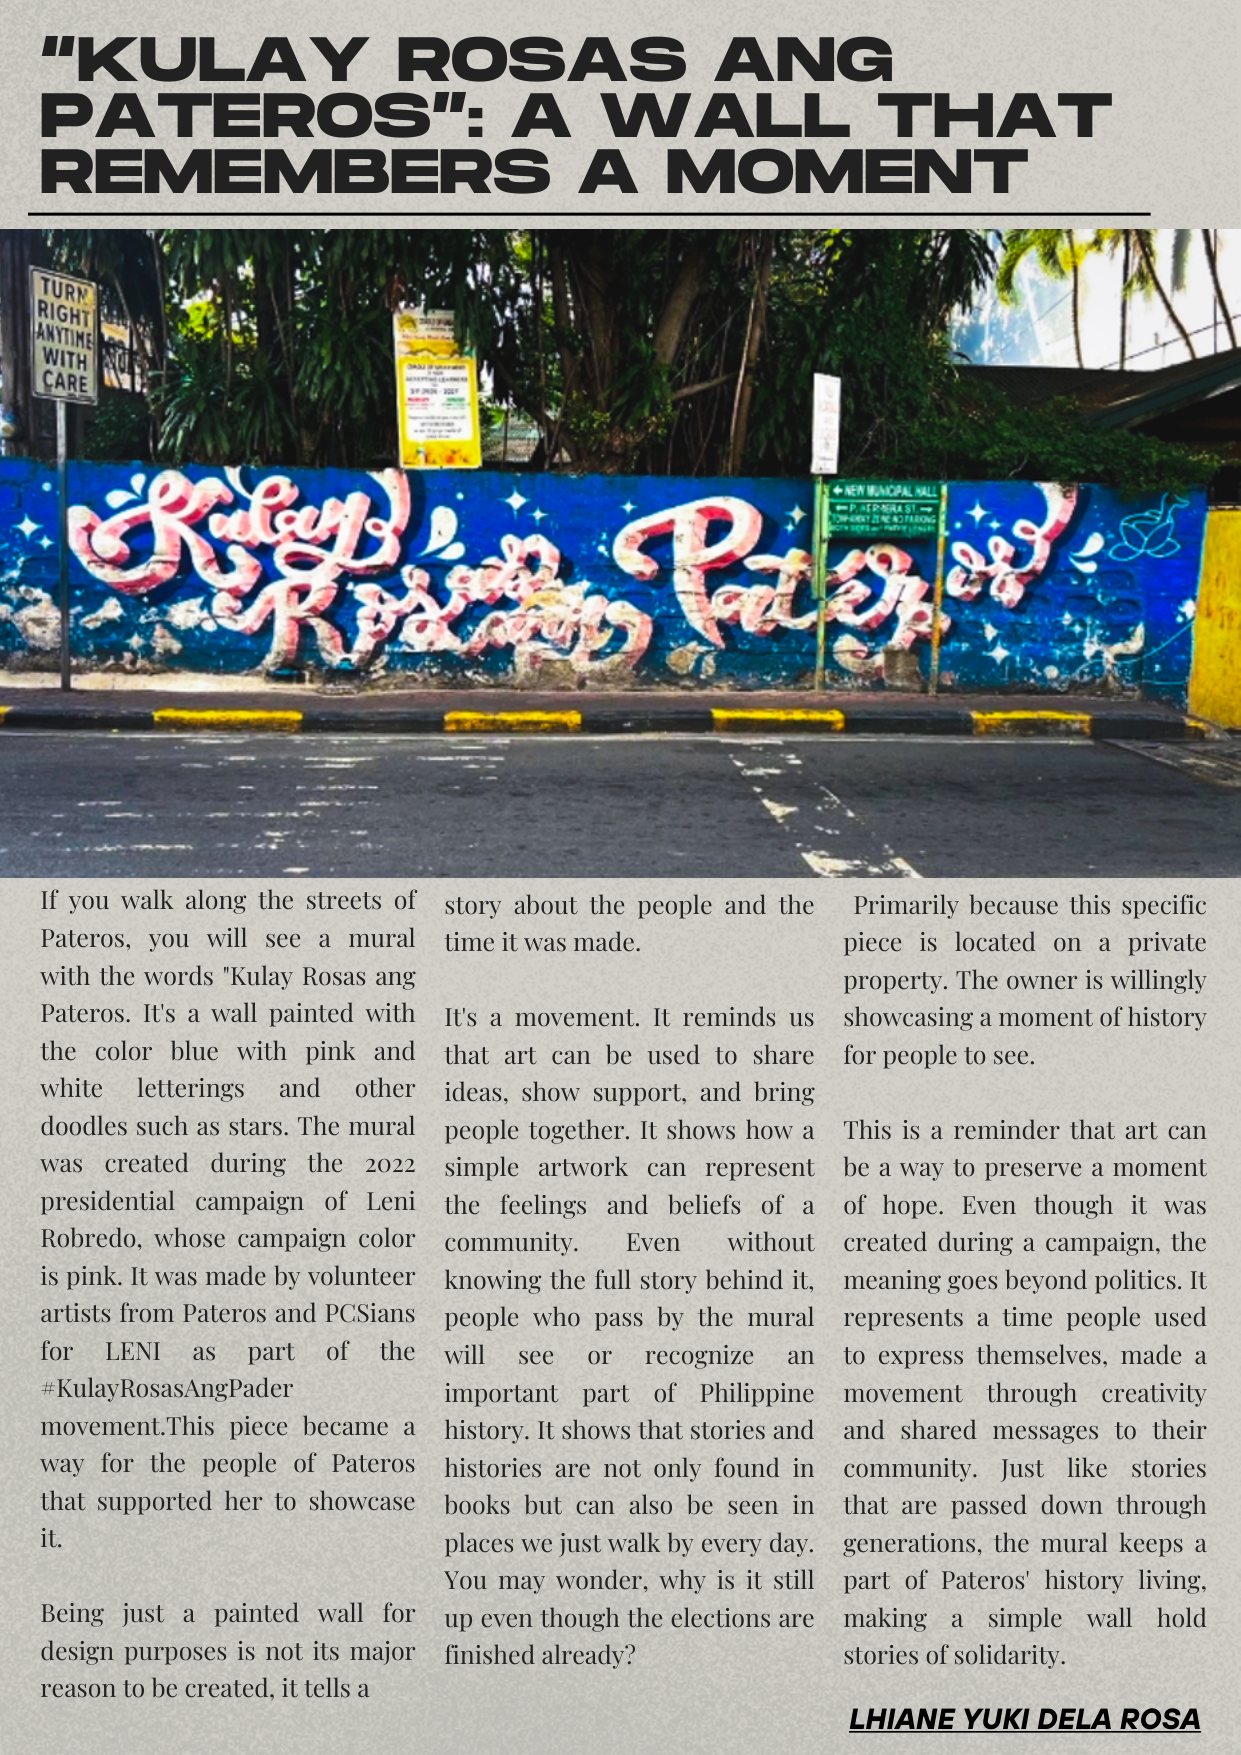 “KULAY ROSAS ANG
PATEROS”: A WALL THAT
REMEMBERS A MOMENT
TURN
RIGHT
ANYTIME
WITH
CARE
Kulay
Rosas ang
Pateros
NEW MUNICIPAL HALL
If you walk along the streets of
Pateros, you will see a mural
with the words "Kulay Rosas ang
Pateros. It's a wall painted with
the color blue with pink and
white letterings and other
doodles such as stars. The mural
was created during the 2022
presidential campaign of Leni
Robredo, whose campaign color
is pink. It was made by volunteer
artists from Pateros and PCSians
for LENI as part of the
#KulayRosasAngPader
movement.This piece became a
way for the people of Pateros
that supported her to showcase
it.
Being just a painted wall for
design purposes is not its major
reason to be created, it tells a
story about the people and the
time it was made.
It's a movement. It reminds us
that art can be used to share
ideas, show support, and bring
people together. It shows how a
simple artwork can represent
the feelings and beliefs of a
community. Even without
knowing the full story behind it,
people who pass by the mural
will see or recognize an
important part of Philippine
history. It shows that stories and
histories are not only found in
books but can also be seen in
places we just walk by every day.
You may wonder, why is it still
up even though the elections are
finished already?
Primarily because this specific
piece is located on a private
property. The owner is willingly
showcasing a moment of history
for people to see.
This is a reminder that art can
be a way to preserve a moment
of hope. Even though it was
created during a campaign, the
meaning goes beyond politics. It
represents a time people used
to express themselves, made a
movement through creativity
and shared messages to their
community. Just like stories
that are passed down through
generations, the mural keeps a
part of Pateros' history living,
making a simple wall hold
stories of solidarity.
LHIANE YUKI DELA ROSA